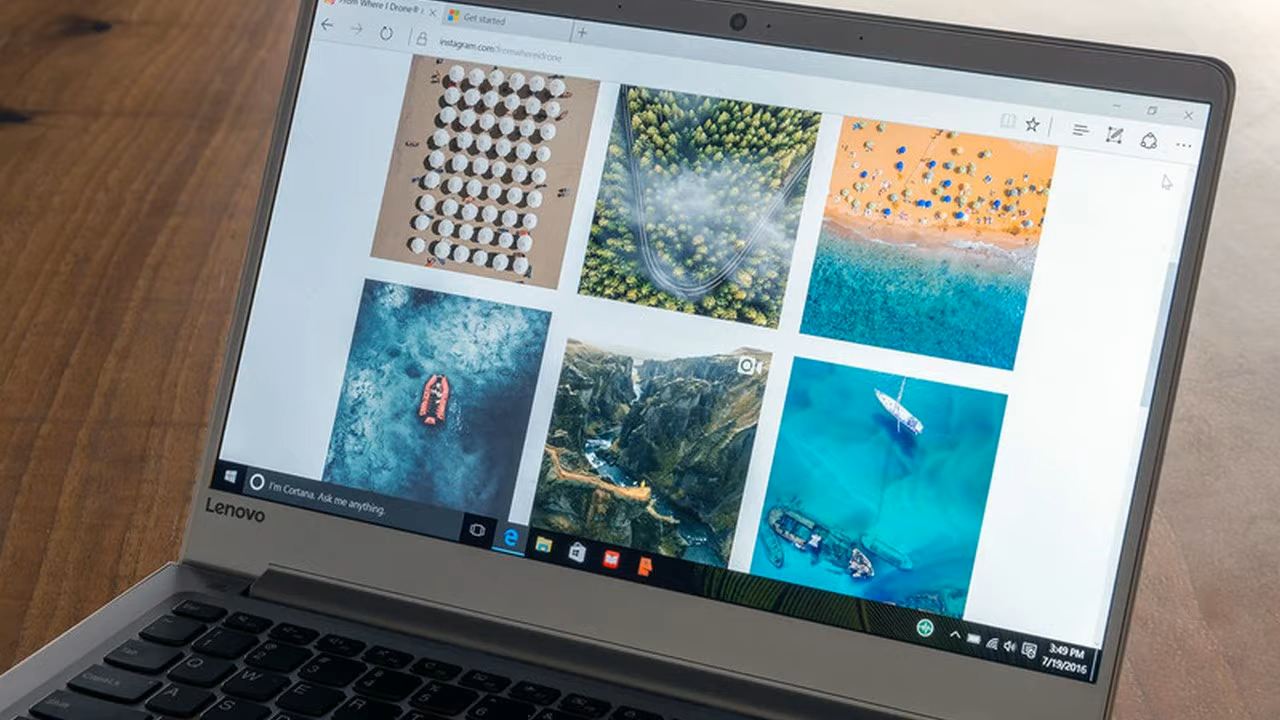 From Where I Drone®
Get started
instagram.com/fromwhereidrone
I'm Cortana. Ask me anything.
3:49 PM
7/19/2016
Lenovo
Tab
Q
W
E
A
S